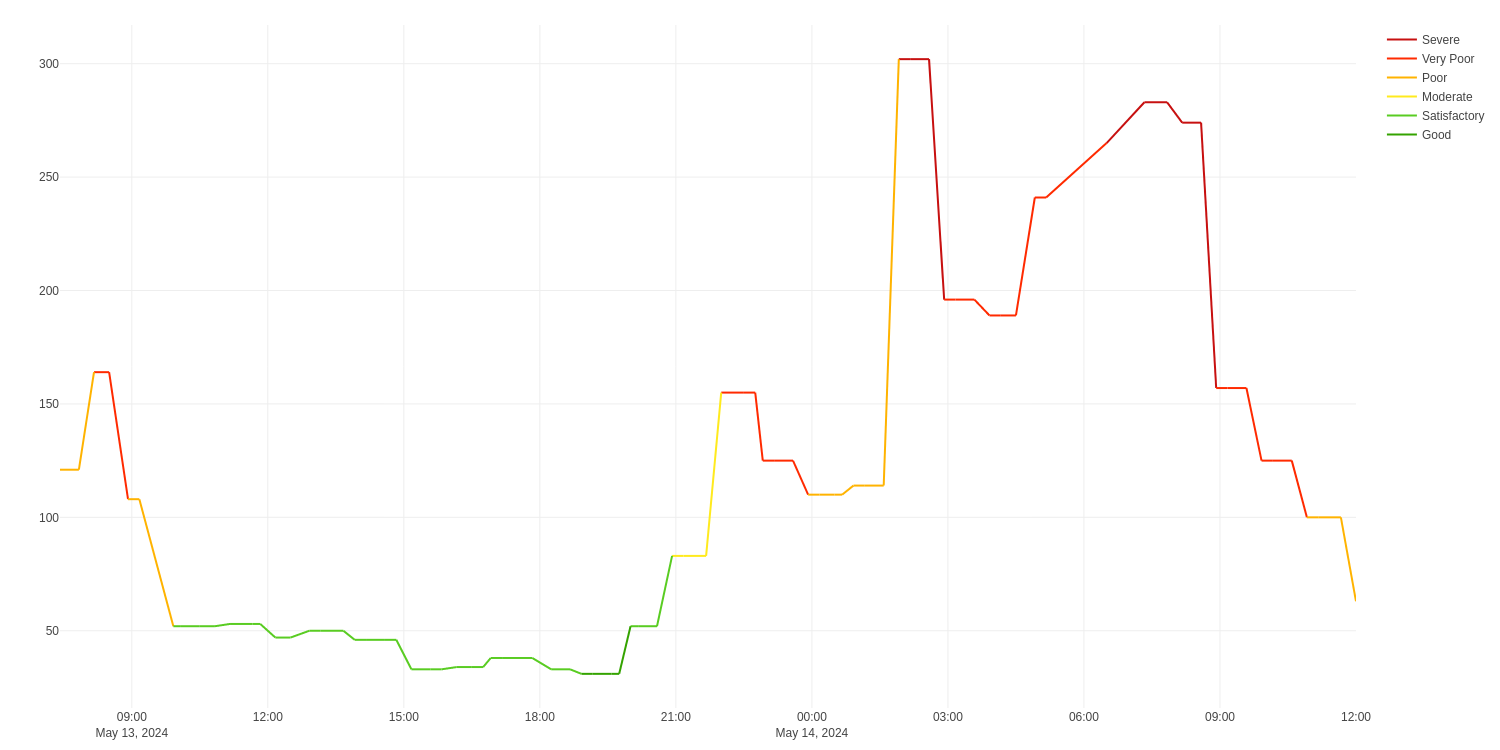 300
250
200
150
100
50
09:00
May 13, 2024
12:00
15:00
18:00
21:00
00:00
May 14, 2024
03:00
06:00
09:00
12:00
Severe
Very Poor
Poor
Moderate
Satisfactory
Good